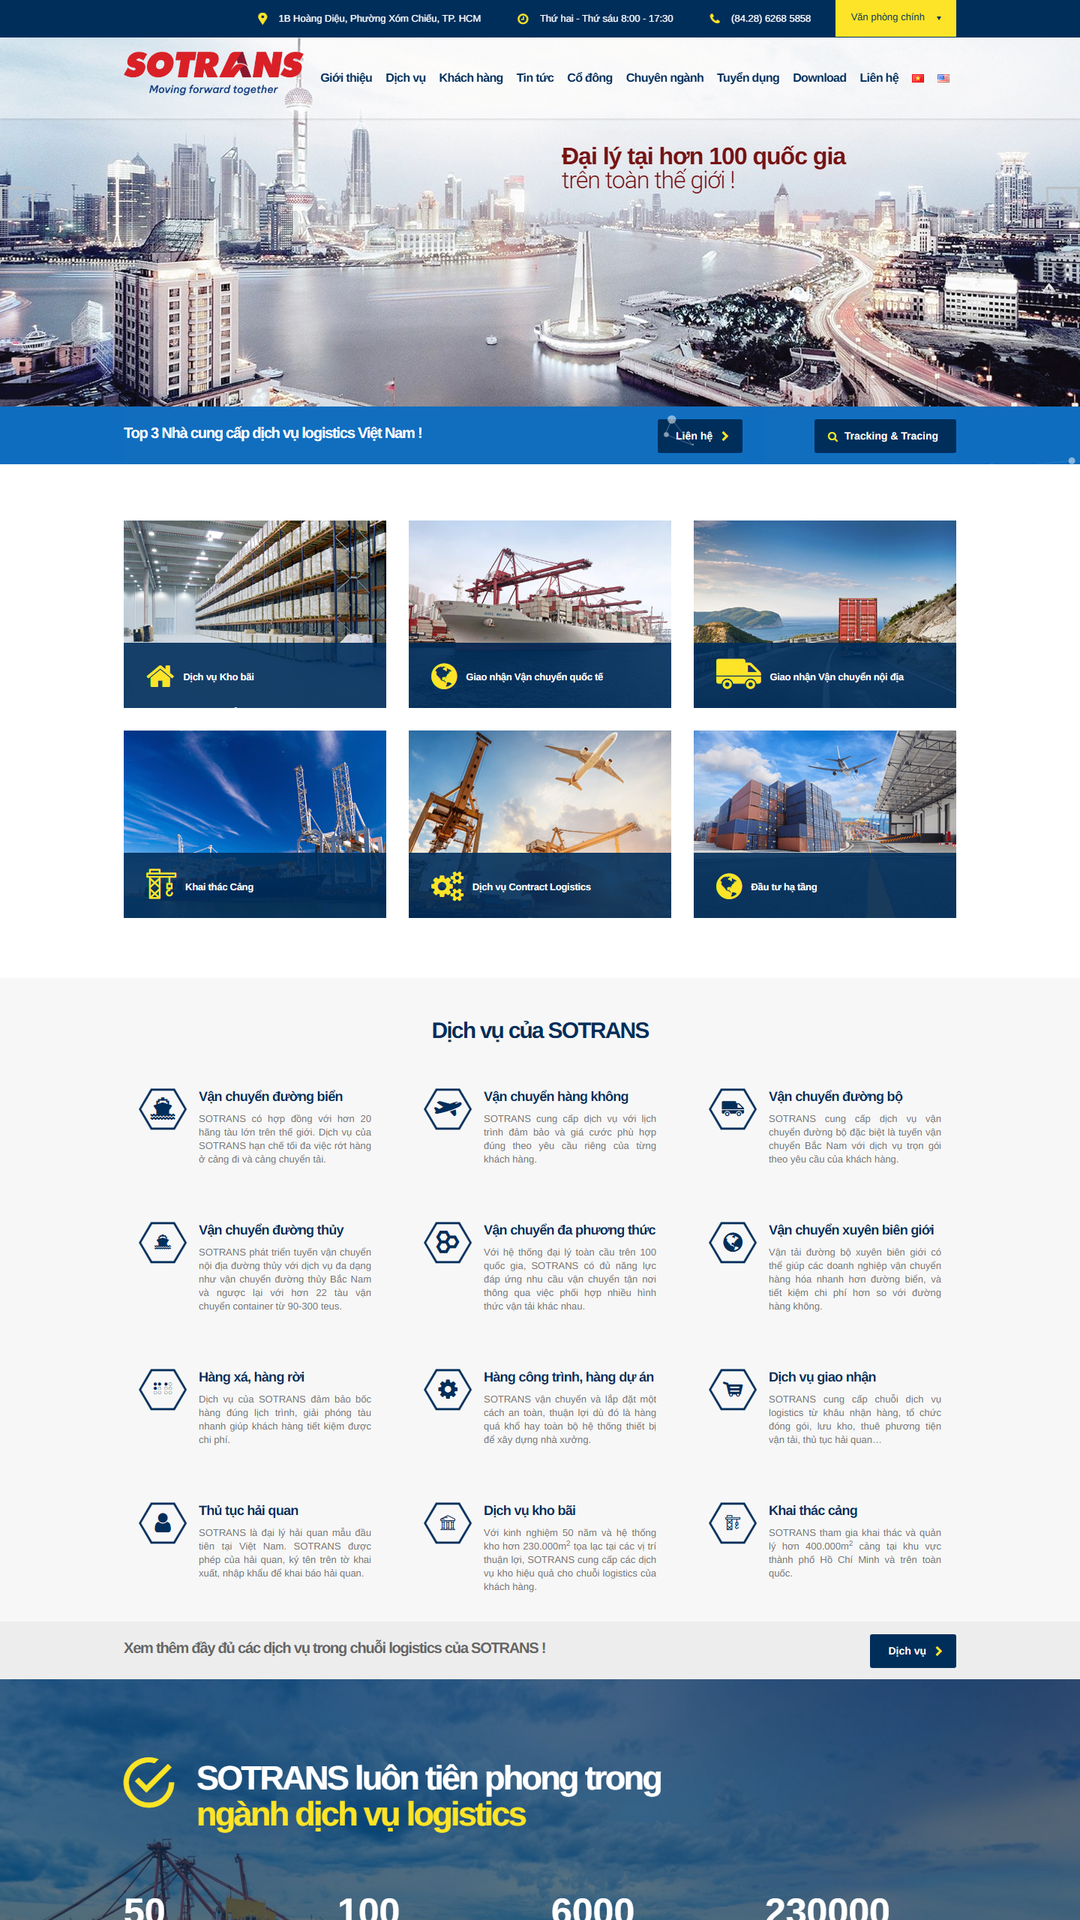 1B Hoàng Diệu, Phường Xóm Chiếu, TP. HCM
Thứ hai - Thứ sáu 8:00 - 17:30
(84.28) 6268 5858
Văn phòng chính
SOTRANS
Moving forward together
Giới thiệu Dịch vụ Khách hàng Tin tức Cổ đông Chuyên ngành Tuyển dụng Download Liên hệ
Đại lý tại hơn 100 quốc gia
trên toàn thế giới !
Top 3 Nhà cung cấp dịch vụ logistics Việt Nam !
Liên hệ
Tracking & Tracing
Dịch vụ Kho bãi
Giao nhận Vận chuyển quốc tế
Giao nhận Vận chuyển nội địa
Khai thác Cảng
Dịch vụ Contract Logistics
Đầu tư hạ tầng
Dịch vụ của SOTRANS
Vận chuyển đường biển
SOTRANS có hợp đồng với hơn 20
hãng tàu lớn trên thế giới. Dịch vụ của
SOTRANS hạn chế tối đa việc rớt hàng
ở cảng đi và cảng chuyển tải.
Vận chuyển hàng không
SOTRANS cung cấp dịch vụ với lịch
trình đảm bảo và giá cước phù hợp
đúng theo yêu cầu riêng của từng
khách hàng.
Vận chuyển đường bộ
SOTRANS cung cấp dịch vụ vận
chuyển đường bộ đặc biệt là tuyến vận
chuyển Bắc Nam với dịch vụ trọn gói
theo yêu cầu của khách hàng.
Vận chuyển đường thủy
SOTRANS phát triển tuyến vận chuyển
nội địa đường thủy với dịch vụ đa dạng
như vận chuyển đường thủy Bắc Nam
và ngược lại với hơn 22 tàu vận
chuyển container từ 90-300 teus.
Vận chuyển đa phương thức
Với hệ thống đại lý toàn cầu trên 100
quốc gia, SOTRANS có đủ năng lực
đáp ứng nhu cầu vận chuyển tận nơi
thông qua việc phối hợp nhiều hình
thức vận tải khác nhau.
Vận chuyển xuyên biên giới
Vận tải đường bộ xuyên biên giới có
thể giúp các doanh nghiệp vận chuyển
hàng hóa nhanh hơn đường biển, và
tiết kiệm chi phí hơn so với đường
hàng không.
Hàng xá, hàng rời
Dịch vụ của SOTRANS đảm bảo bốc
hàng đúng lịch trình, giải phóng tàu
nhanh giúp khách hàng tiết kiệm được
chi phí.
Hàng công trình, hàng dự án
SOTRANS vận chuyển và lắp đặt một
cách an toàn, thuận lợi dù đó là hàng
quá khổ hay toàn bộ hệ thống thiết bị
để xây dựng nhà xưởng.
Dịch vụ giao nhận
SOTRANS cung cấp chuỗi dịch vụ
logistics từ khâu nhận hàng, tổ chức
đóng gói, lưu kho, thuê phương tiện
vận tải, thủ tục hải quan…
Thủ tục hải quan
SOTRANS là đại lý hải quan mẫu đầu
tiên tại Việt Nam. SOTRANS được
phép của hải quan, ký tên trên tờ khai
xuất, nhập khẩu để khai báo hải quan.
Dịch vụ kho bãi
Với kinh nghiệm 50 năm và hệ thống
kho hơn 230.000m² tọa lạc tại các vị trí
thuận lợi, SOTRANS cung cấp các dịch
vụ kho hiệu quả cho chuỗi logistics của
khách hàng.
Khai thác cảng
SOTRANS tham gia khai thác và quản
lý hơn 400.000m² cảng tại khu vực
thành phố Hồ Chí Minh và trên toàn
quốc.
Xem thêm đầy đủ các dịch vụ trong chuỗi logistics của SOTRANS !
Dịch vụ
SOTRANS luôn tiên phong trong
ngành dịch vụ logistics
50 100 6000 230000